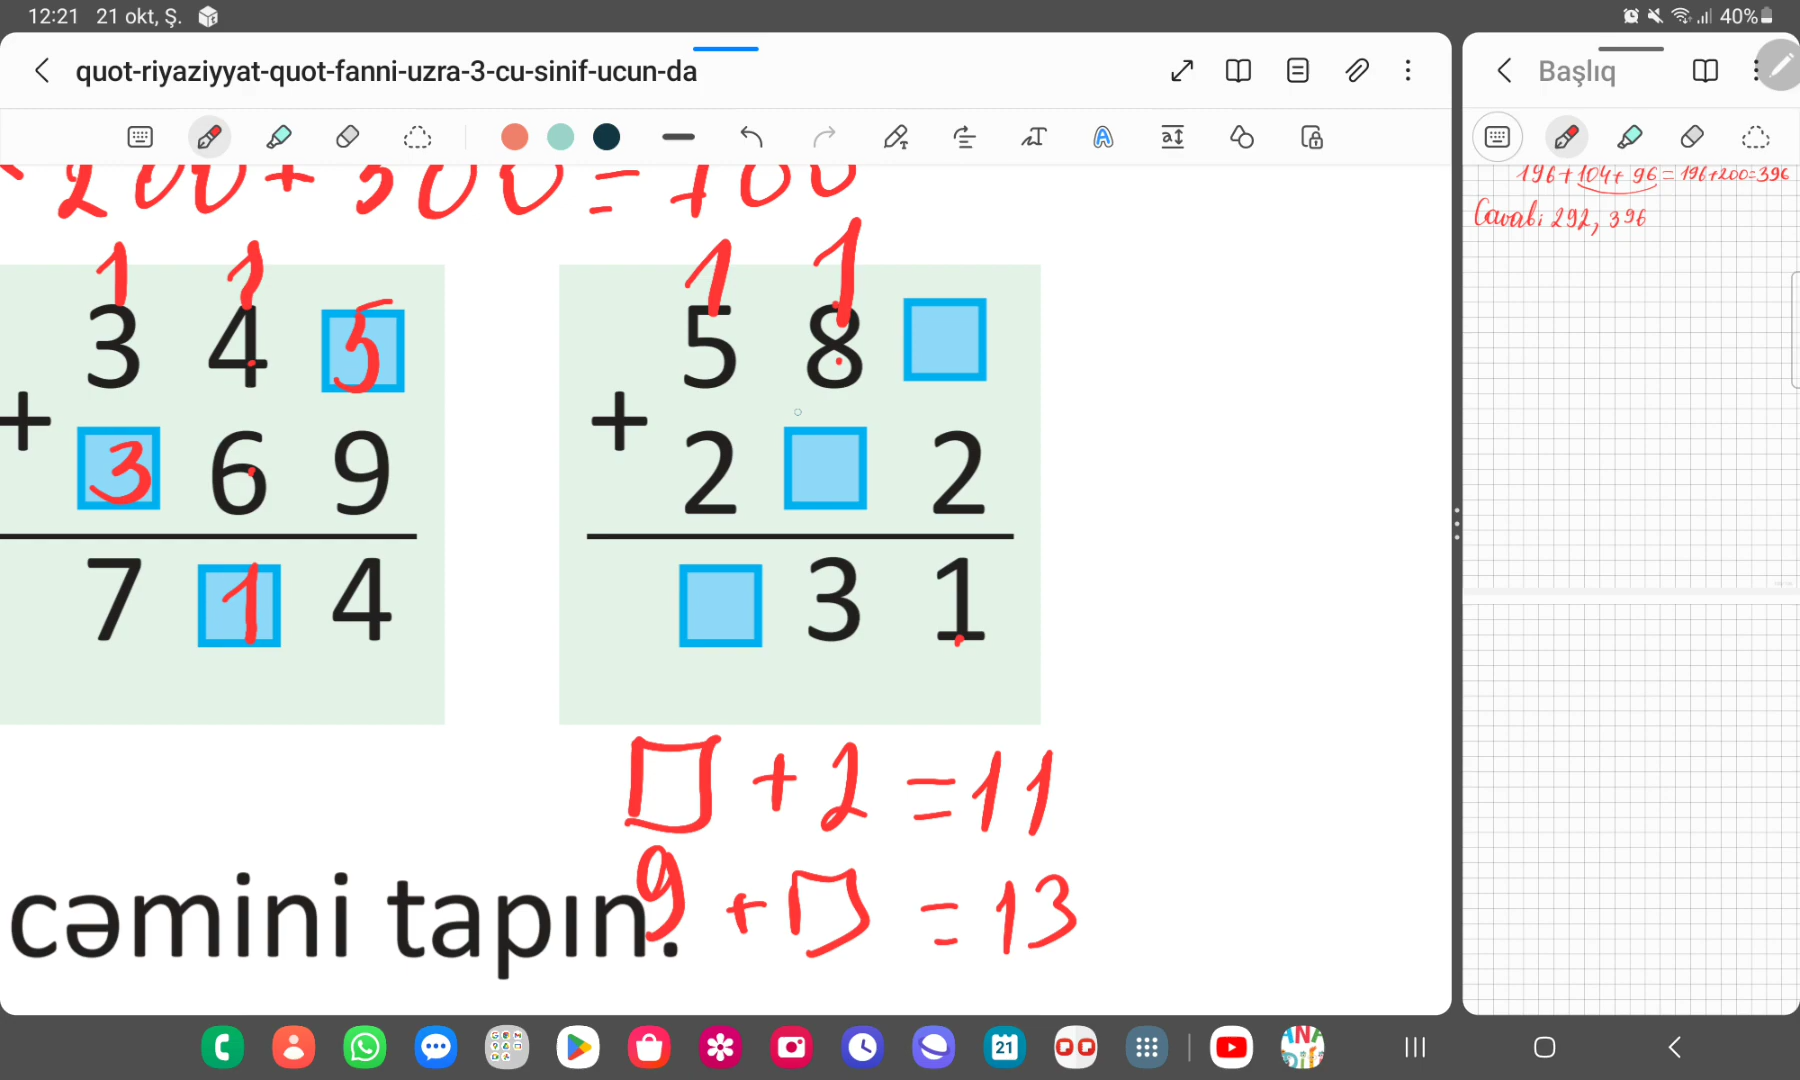 12:21 21 okt, Ş. 40%
quot-riyaziyyat-quot-fanni-uzra-3-cu-sinif-ucun-da
Başlıq
200 + 500 = 700
1 1
3 4 5
+ 3 6 9
7 1 4
1 1
5 8
+ 2 2
3 1
□ + 2 = 11
9 + □ = 13
cəmini tapın.
196 + 104 + 96 = 196 + 200 = 396
Cavab: 292, 396
21